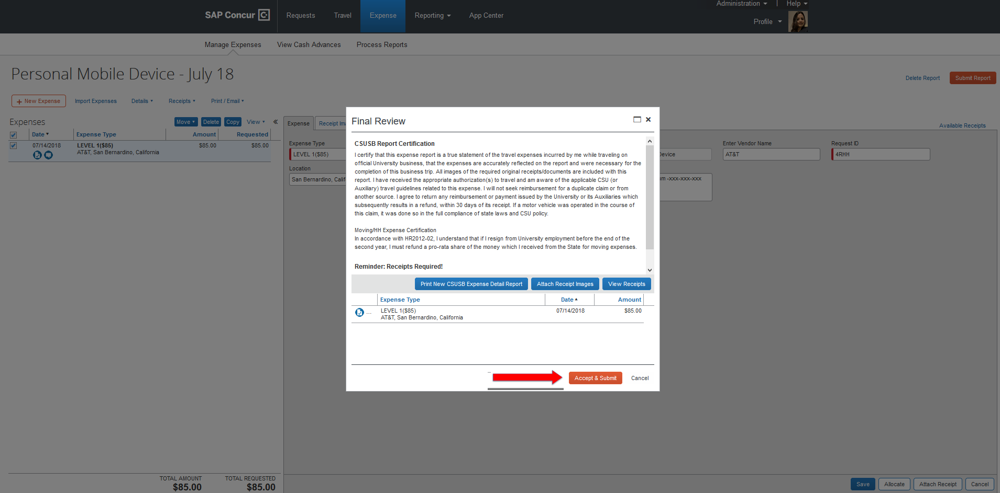 Administration | Help
SAP Concur C Requests Travel Expense Reporting App Center
Profile
Manage Expenses View Cash Advances Process Reports
Personal Mobile Device - July 18
Delete Report Submit Report
+ New Expense Import Expenses Details Receipts Print / Email
Expenses Move Delete Copy View «
Date Expense Type Amount Requested
07/14/2018 LEVEL 1($85) $85.00 $85.00
AT&T, San Bernardino, California
TOTAL AMOUNT TOTAL REQUESTED
$85.00 $85.00
Expense Receipt
Available Receipts
Expense Type Enter Vendor Name Request ID
LEVEL 1($85) AT&T 4RHH
Location
San Bernardino, -xxx-xxx-xxx
Final Review
CSUSB Report Certification
I certify that this expense report is a true statement of the travel expenses incurred by me while traveling on
official University business, that the expenses are accurately reflected on the report and were necessary for the
completion of this business trip. All images of the required original receipts/documents are included with this
report. I have received the appropriate authorization(s) to travel and am aware of the applicable CSU (or
Auxiliary) travel guidelines related to this expense. I will not seek reimbursement for a duplicate claim or from
another source. I agree to return any reimbursement or payment issued by the University or its Auxiliaries which
subsequently results in a refund, within 30 days of its receipt. If a motor vehicle was operated in the course of
this claim, it was done so in the full compliance of state laws and CSU policy.
Moving/HH Expense Certification
In accordance with HR2012-02, I understand that if I resign from University employment before the end of the
second year, I must refund a pro-rata share of the money which I received from the State for moving expenses.
Reminder: Receipts Required!
Print New CSUSB Expense Detail Report Attach Receipt Images View Receipts
Expense Type Date Amount
... LEVEL 1($85) 07/14/2018 $85.00
AT&T, San Bernardino, California
Accept & Submit Cancel
Save Allocate Attach Receipt Cancel